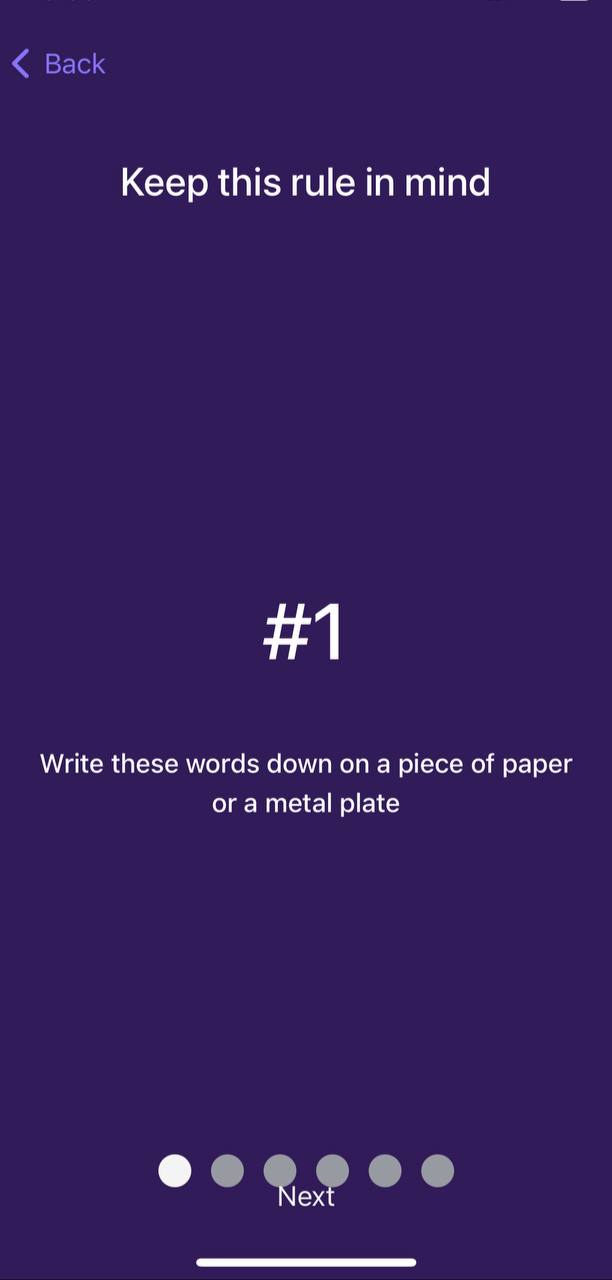 Back
Keep this rule in mind
#1
Write these words down on a piece of paper
or a metal plate
Next